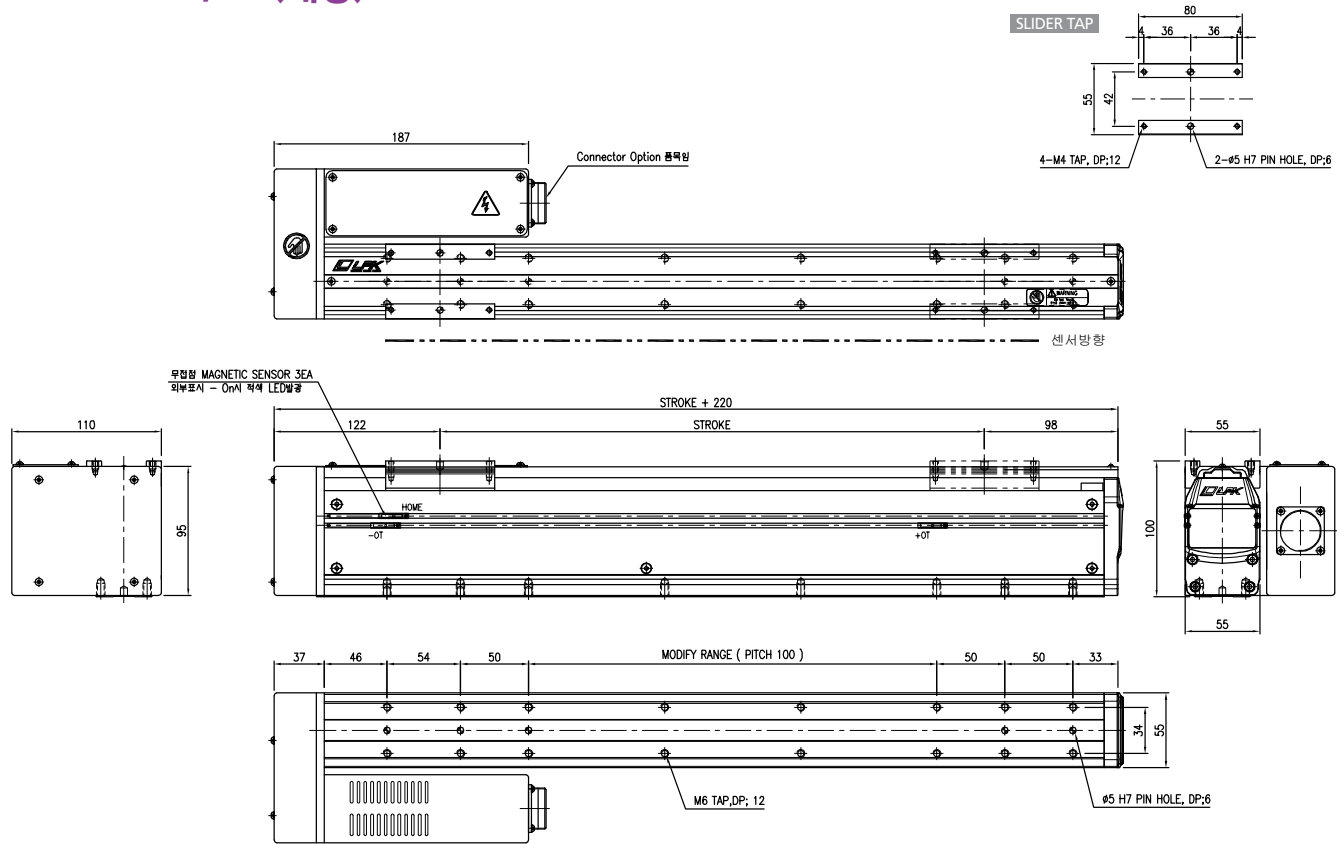 SLIDER TAP
80
4 36 36 4
55
42
4-M4 TAP, DP;12
2-ø5 H7 PIN HOLE, DP;6
187
Connector Option 품목임
WARNING
센서방향
무접점 MAGNETIC SENSOR 3EA
외부표시 - On시 적색 LED발광
STROKE + 220
122 STROKE 98
110
95
HOME
-OT
+OT
55
100
55
37 46 54 50 MODIFY RANGE ( PITCH 100 ) 50 50 33
34
55
M6 TAP,DP; 12
ø5 H7 PIN HOLE, DP;6